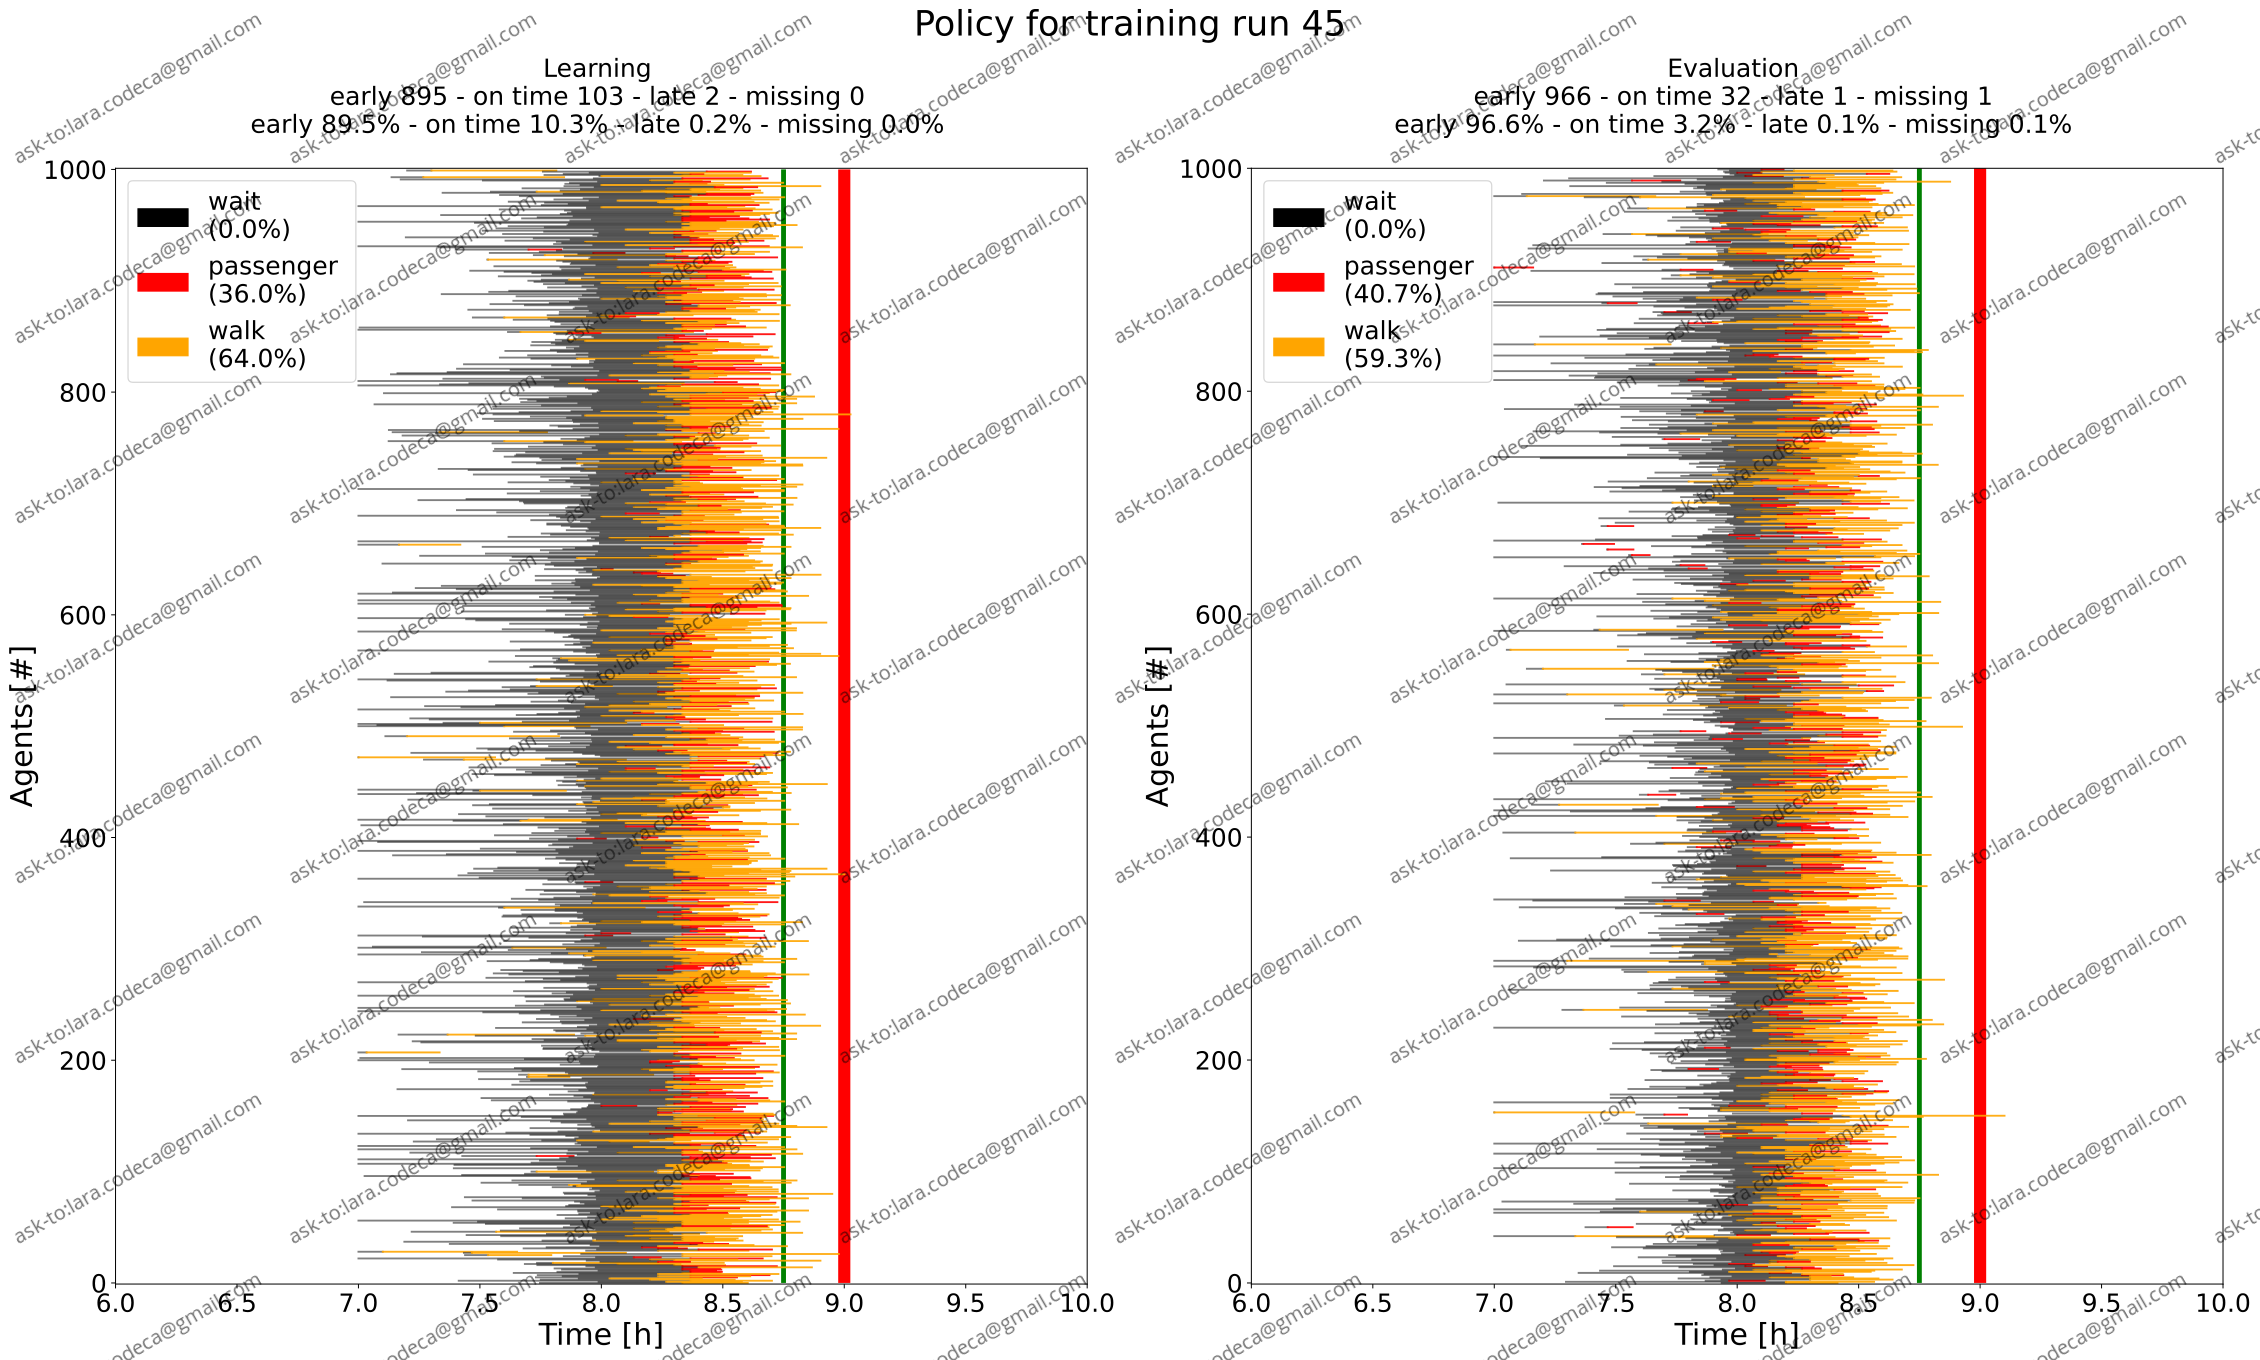 Policy for training run 45
Learning
early 895 - on time 103 - late 2 - missing 0
early 89.5% - on time 10.3% - late 0.2% - missing 0.0%
1000
800
600
400
200
0
Agents [#]
wait
(0.0%)
passenger
(36.0%)
walk
(64.0%)
6.0 6.5 7.0 7.5 8.0 8.5 9.0 9.5 10.0
Time [h]
Evaluation
early 966 - on time 32 - late 1 - missing 1
early 96.6% - on time 3.2% - late 0.1% - missing 0.1%
1000
800
600
400
200
0
Agents [#]
wait
(0.0%)
passenger
(40.7%)
walk
(59.3%)
6.0 6.5 7.0 7.5 8.0 8.5 9.0 9.5 10.0
Time [h]
ask-to:lara.codeca@gmail.com